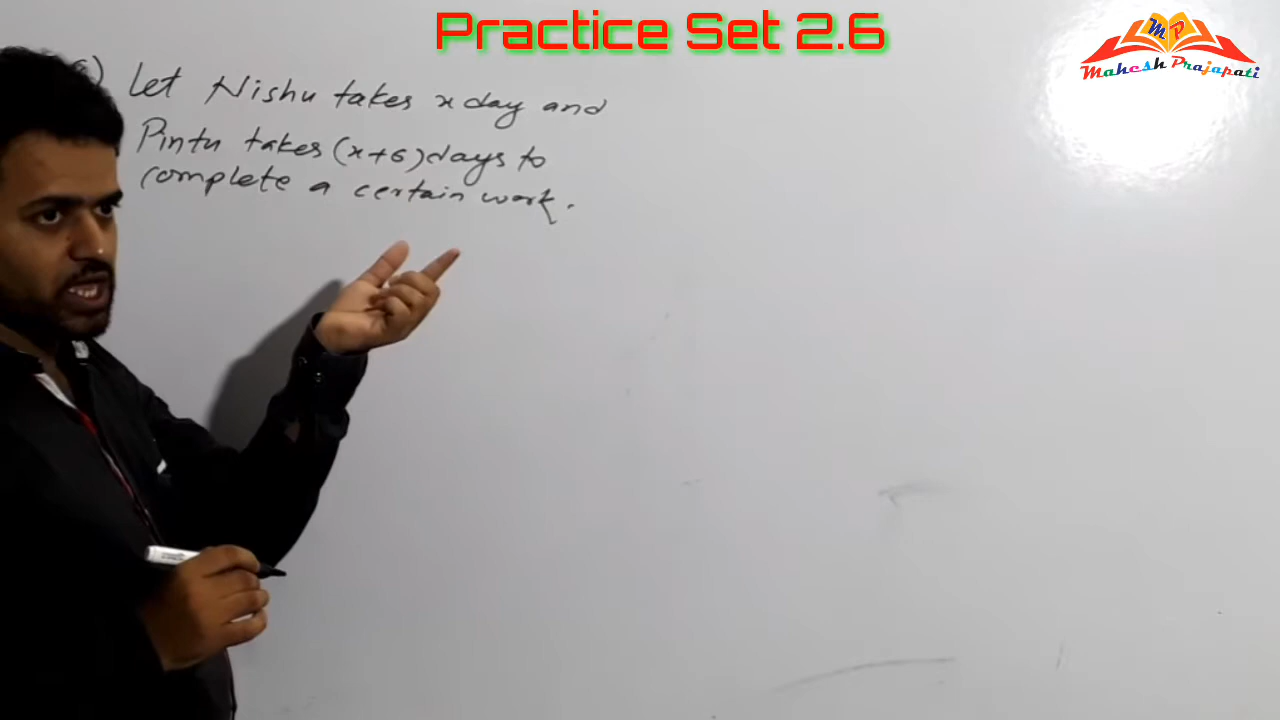 Practice Set 2.6
MP
Mahesh Prajapati
Let Nishu takes x day and
Pintu takes (x+6) days to
complete a certain work.